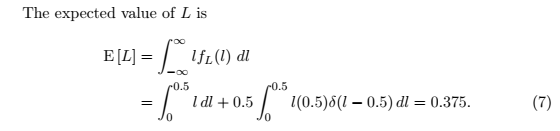 The expected value of L is
E [L] = ∫_{-∞}^{∞} l f_L(l) dl
= ∫_0^{0.5} l dl + 0.5 ∫_0^{0.5} l(0.5)δ(l − 0.5) dl = 0.375. (7)